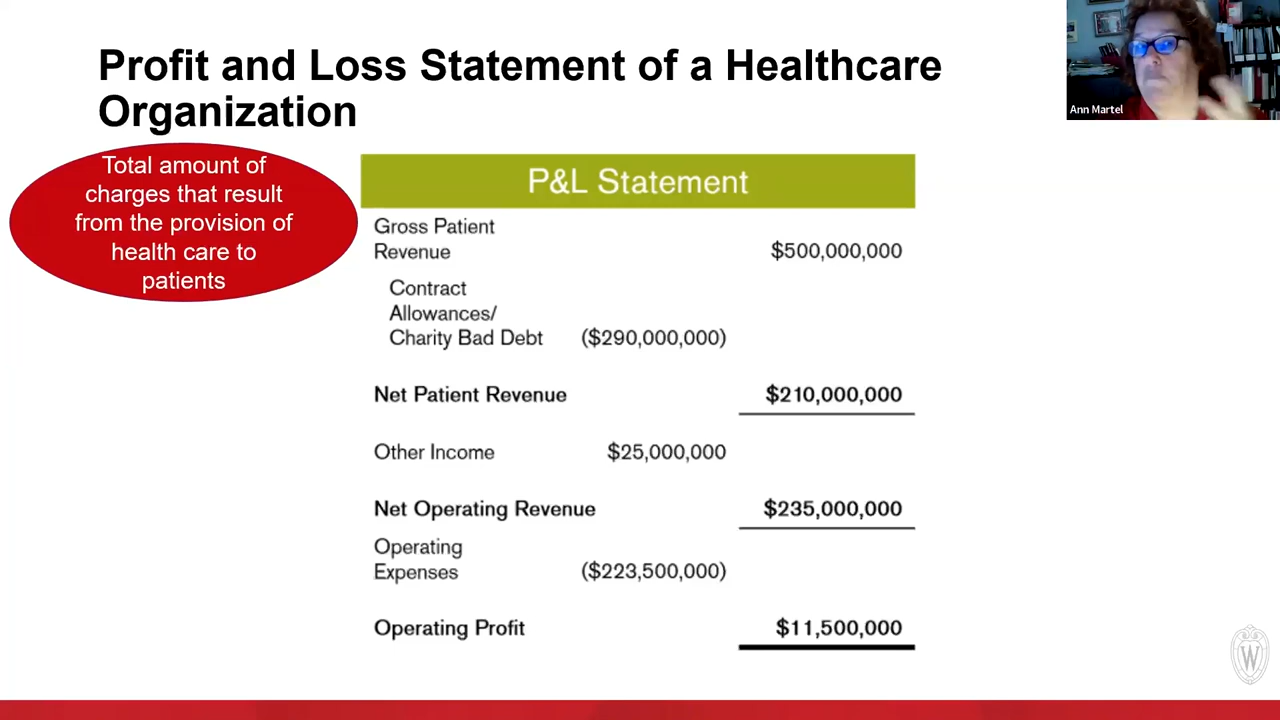 Profit and Loss Statement of a Healthcare
Organization
Ann Martel
Total amount of
charges that result
from the provision of
health care to
patients
P&L Statement
Gross Patient
Revenue $500,000,000
Contract
Allowances/
Charity Bad Debt ($290,000,000)
Net Patient Revenue $210,000,000
Other Income $25,000,000
Net Operating Revenue $235,000,000
Operating
Expenses ($223,500,000)
Operating Profit $11,500,000
W